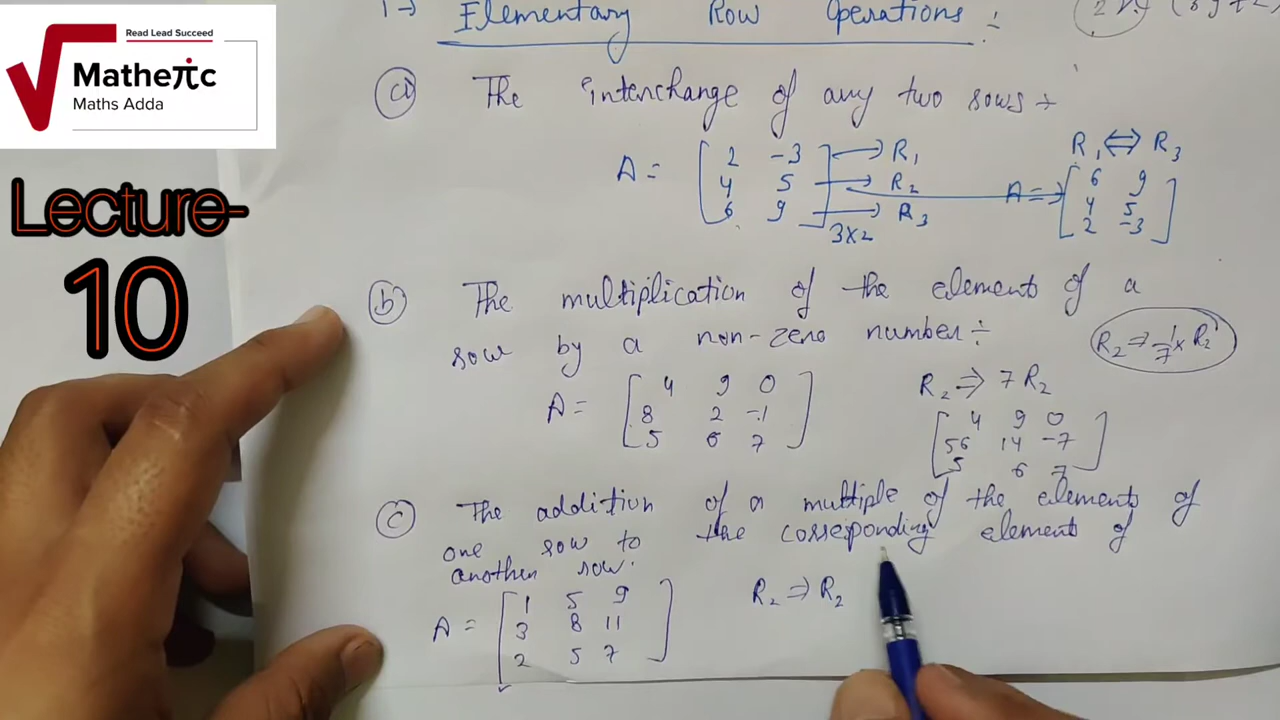 Read Lead Succeed
Matheπc
Maths Adda
Lecture-
10
Elementary Row Operations :-
(a) The interchange of any two rows ÷
R₁ ⇔ R₃
A = [ 2 -3 ] → R₁
[ 4 5 ] → R₂
[ 6 9 ] → R₃
3×2
A ⇒ [ 6 9 ]
[ 4 5 ]
[ 2 -3 ]
(b) The multiplication of the element of a
row by a non-zero number ÷
R₂ ⇒ 1/7 × R₂
A = [ 4 9 0 ]
[ 8 2 -1 ]
[ 5 6 7 ]
R₂ ⇒ 7 R₂
[ 4 9 0 ]
[ 56 14 -7 ]
[ 5 6 7 ]
(c) The addition of a multiple of the elements of
one row to the corresponding element of
another row.
A = [ 1 5 9 ]
[ 3 8 11 ]
[ 2 5 7 ]
R₂ ⇒ R₂